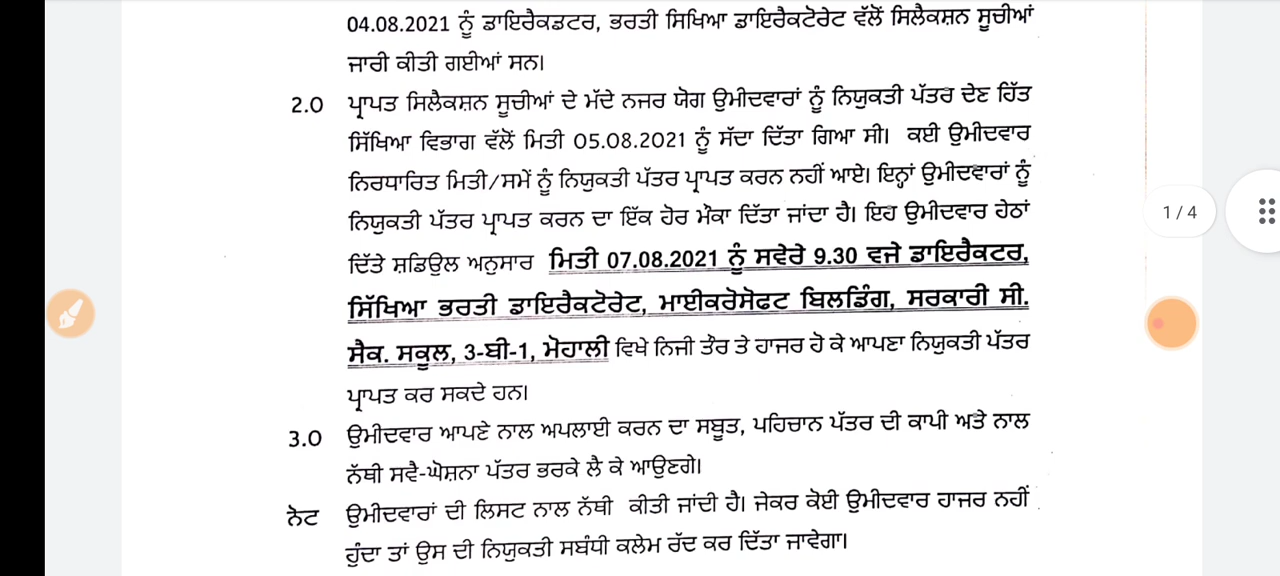 04.08.2021 ਨੂੰ ਡਾਇਰੈਕਡਟਰ, ਭਰਤੀ ਸਿਖਿਆ ਡਾਇਰੈਕਟੋਰੇਟ ਵੱਲੋਂ ਸਿਲੈਕਸ਼ਨ ਸੂਚੀਆਂ
ਜਾਰੀ ਕੀਤੀ ਗਈਆਂ ਸਨ।
2.0 ਪ੍ਰਾਪਤ ਸਿਲੈਕਸ਼ਨ ਸੂਚੀਆਂ ਦੇ ਮੱਦੇ ਨਜਰ ਯੋਗ ਉਮੀਦਵਾਰਾਂ ਨੂੰ ਨਿਯੁਕਤੀ ਪੱਤਰ ਦੇਣ ਹਿੱਤ
ਸਿੱਖਿਆ ਵਿਭਾਗ ਵੱਲੋਂ ਮਿਤੀ 05.08.2021 ਨੂੰ ਸੱਦਾ ਦਿੱਤਾ ਗਿਆ ਸੀ। ਕਈ ਉਮੀਦਵਾਰ
ਨਿਰਧਾਰਿਤ ਮਿਤੀ/ਸਮੇਂ ਨੂੰ ਨਿਯੁਕਤੀ ਪੱਤਰ ਪ੍ਰਾਪਤ ਕਰਨ ਨਹੀਂ ਆਏ। ਇਨ੍ਹਾਂ ਉਮੀਦਵਾਰਾਂ ਨੂੰ
ਨਿਯੁਕਤੀ ਪੱਤਰ ਪ੍ਰਾਪਤ ਕਰਨ ਦਾ ਇੱਕ ਹੋਰ ਮੌਕਾ ਦਿੱਤਾ ਜਾਂਦਾ ਹੈ। ਇਹ ਉਮੀਦਵਾਰ ਹੇਠਾਂ
1 / 4
ਦਿੱਤੇ ਸ਼ਡਿਊਲ ਅਨੁਸਾਰ ਮਿਤੀ 07.08.2021 ਨੂੰ ਸਵੇਰੇ 9.30 ਵਜੇ ਡਾਇਰੈਕਟਰ,
ਸਿੱਖਿਆ ਭਰਤੀ ਡਾਇਰੈਕਟੋਰੇਟ, ਮਾਈਕਰੋਸੋਫਟ ਬਿਲਡਿੰਗ, ਸਰਕਾਰੀ ਸੀ.
ਸੈਕ. ਸਕੂਲ, 3-ਬੀ-1, ਮੋਹਾਲੀ ਵਿਖੇ ਨਿਜੀ ਤੌਰ ਤੇ ਹਾਜਰ ਹੋ ਕੇ ਆਪਣਾ ਨਿਯੁਕਤੀ ਪੱਤਰ
ਪ੍ਰਾਪਤ ਕਰ ਸਕਦੇ ਹਨ।
3.0 ਉਮੀਦਵਾਰ ਆਪਣੇ ਨਾਲ ਅਪਲਾਈ ਕਰਨ ਦਾ ਸਬੂਤ, ਪਹਿਚਾਨ ਪੱਤਰ ਦੀ ਕਾਪੀ ਅਤੇ ਨਾਲ
ਨੱਥੀ ਸਵੈ-ਘੋਸ਼ਨਾ ਪੱਤਰ ਭਰਕੇ ਲੈ ਕੇ ਆਉਣਗੇ।
ਨੋਟ ਉਮੀਦਵਾਰਾਂ ਦੀ ਲਿਸਟ ਨਾਲ ਨੱਥੀ ਕੀਤੀ ਜਾਂਦੀ ਹੈ। ਜੇਕਰ ਕੋਈ ਉਮੀਦਵਾਰ ਹਾਜਰ ਨਹੀਂ
ਹੁੰਦਾ ਤਾਂ ਉਸ ਦੀ ਨਿਯੁਕਤੀ ਸਬੰਧੀ ਕਲੇਮ ਰੱਦ ਕਰ ਦਿੱਤਾ ਜਾਵੇਗਾ।